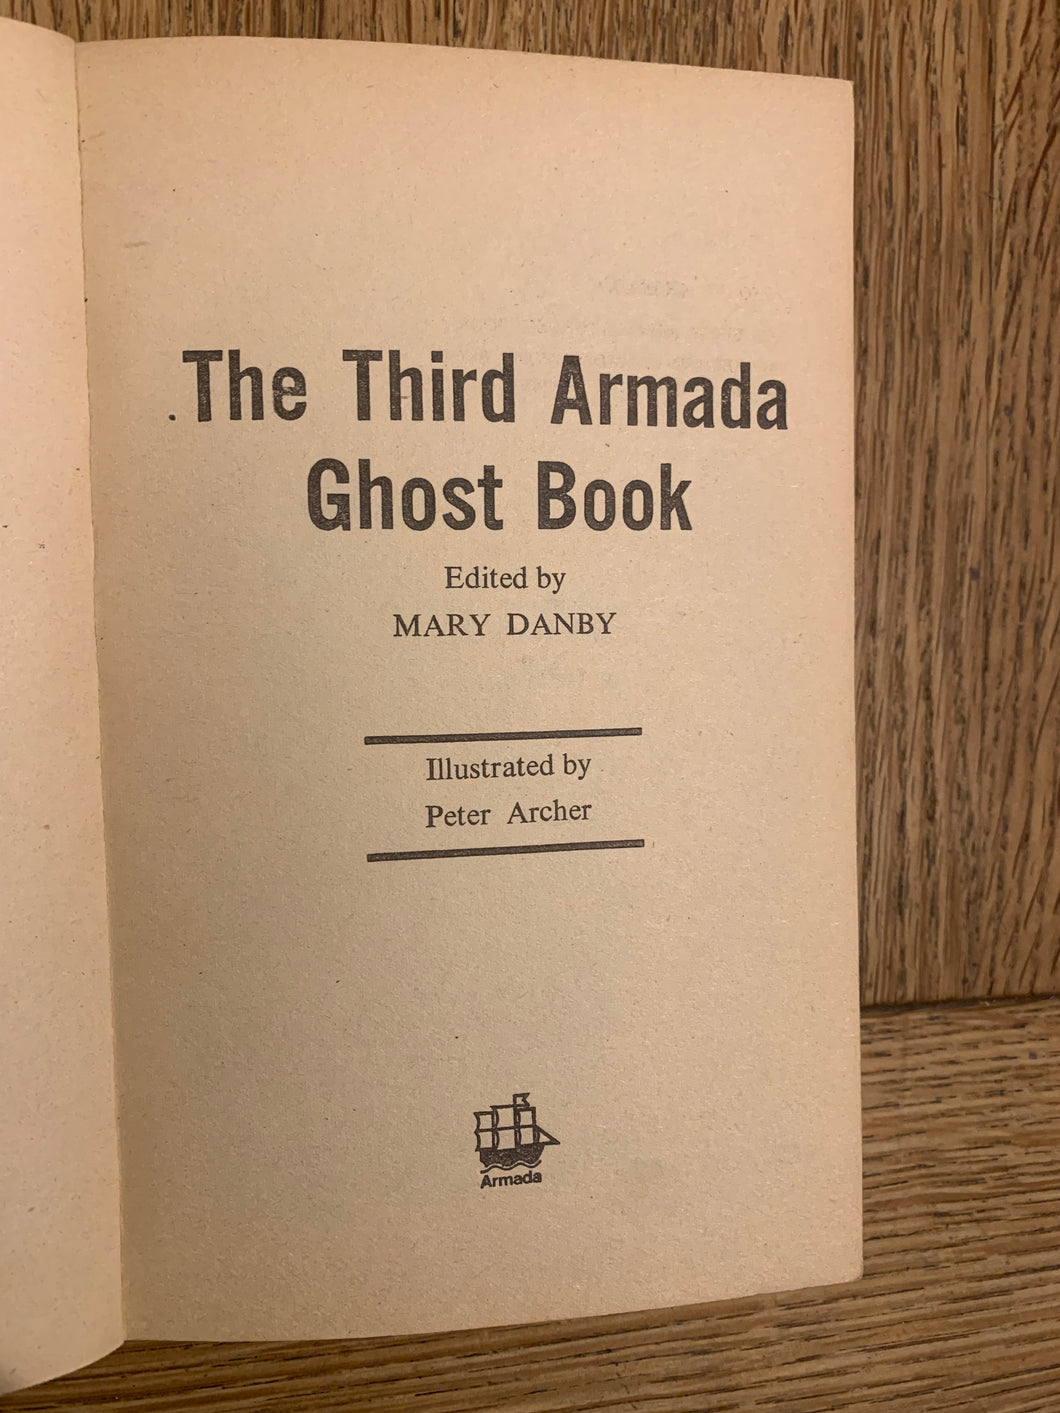 The Third Armada
Ghost Book
Edited by
MARY DANBY
Illustrated by
Peter Archer
Armada